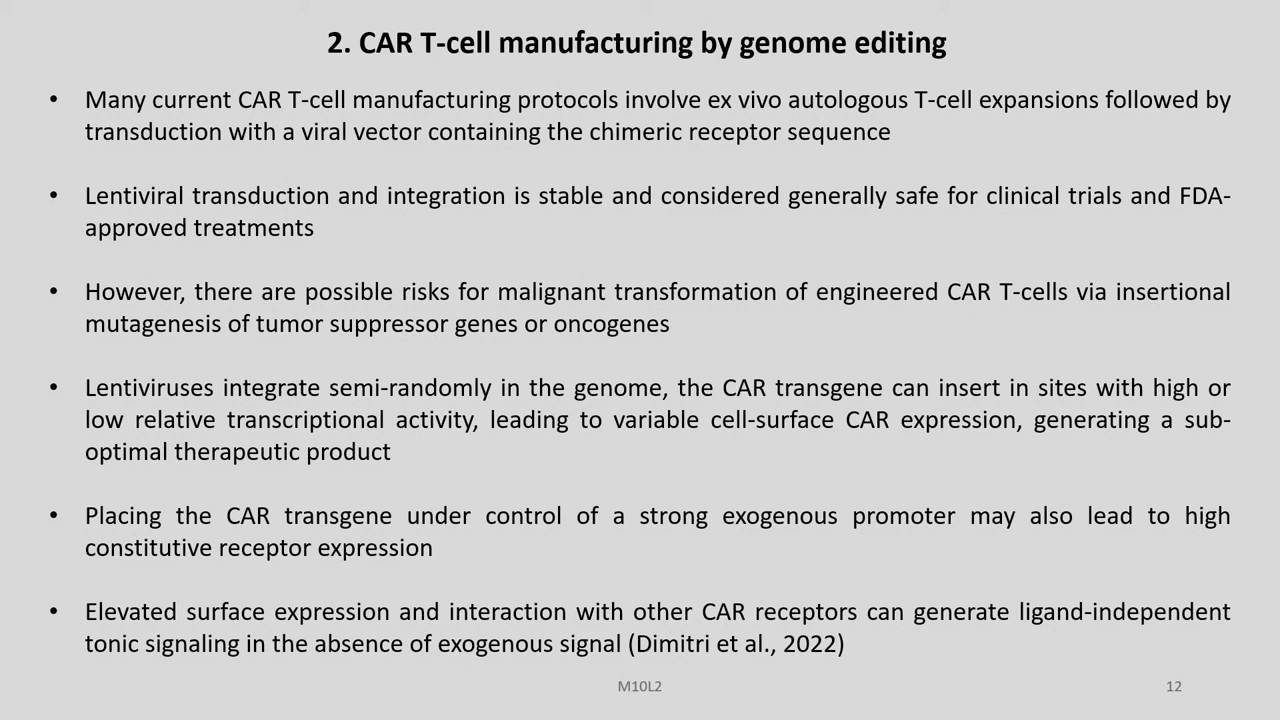 2. CAR T-cell manufacturing by genome editing
• Many current CAR T-cell manufacturing protocols involve ex vivo autologous T-cell expansions followed by
transduction with a viral vector containing the chimeric receptor sequence
• Lentiviral transduction and integration is stable and considered generally safe for clinical trials and FDA-
approved treatments
• However, there are possible risks for malignant transformation of engineered CAR T-cells via insertional
mutagenesis of tumor suppressor genes or oncogenes
• Lentiviruses integrate semi-randomly in the genome, the CAR transgene can insert in sites with high or
low relative transcriptional activity, leading to variable cell-surface CAR expression, generating a sub-
optimal therapeutic product
• Placing the CAR transgene under control of a strong exogenous promoter may also lead to high
constitutive receptor expression
• Elevated surface expression and interaction with other CAR receptors can generate ligand-independent
tonic signaling in the absence of exogenous signal (Dimitri et al., 2022)
M10L2
12